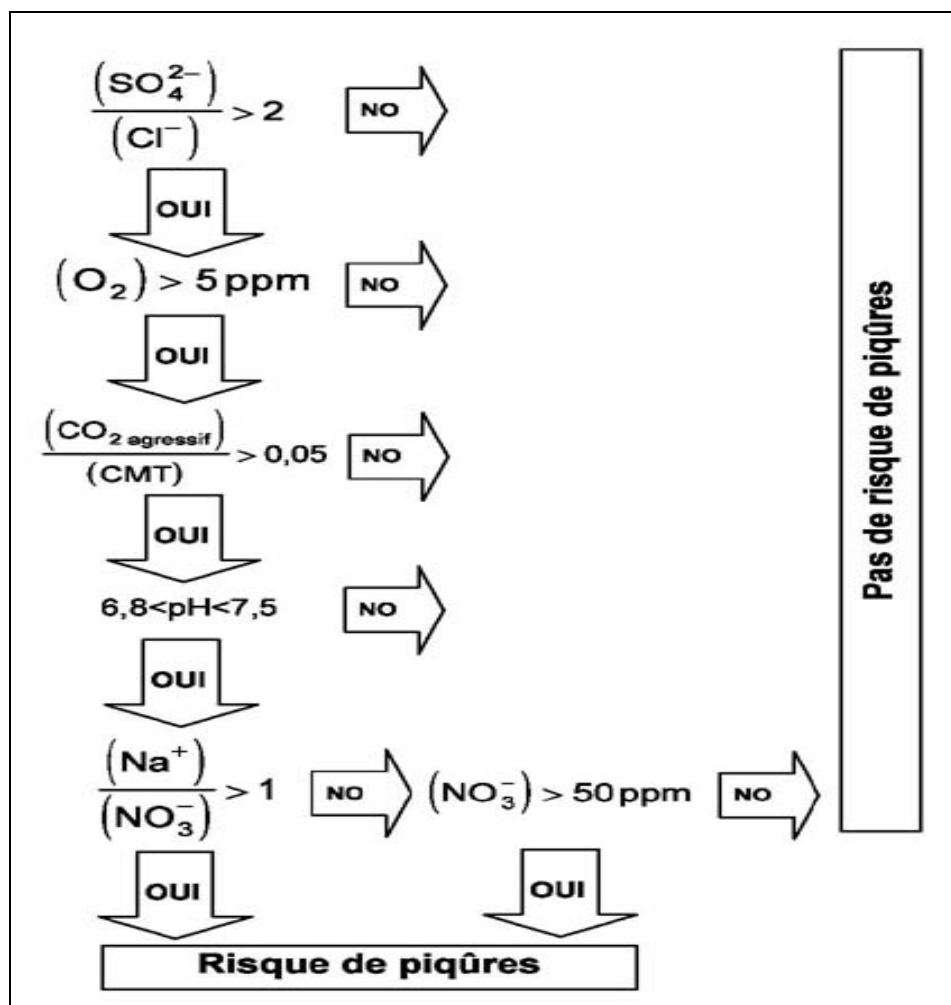 (SO₄²⁻)
(Cl⁻)
> 2
NO
OUI
(O₂) > 5 ppm
NO
OUI
(CO₂ agressif)
(CMT)
> 0,05
NO
OUI
6,8<pH<7,5
NO
OUI
(Na⁺)
(NO₃⁻)
> 1
NO
(NO₃⁻) > 50 ppm
NO
OUI
OUI
Risque de piqûres
Pas de risque de piqûres